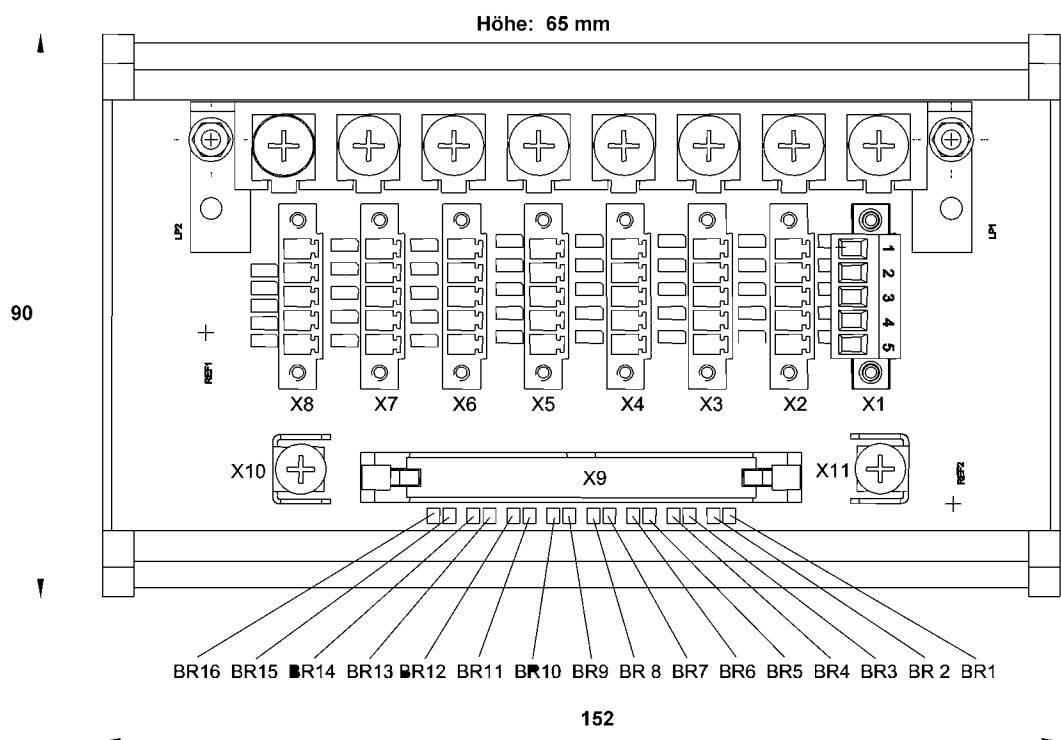 Höhe: 65 mm
90
LP2
LP1
1
2
3
4
5
REF1
X8 X7 X6 X5 X4 X3 X2 X1
X10 X9 X11
REF2
BR16 BR15 BR14 BR13 BR12 BR11 BR10 BR9 BR 8 BR7 BR6 BR5 BR4 BR3 BR 2 BR1
152